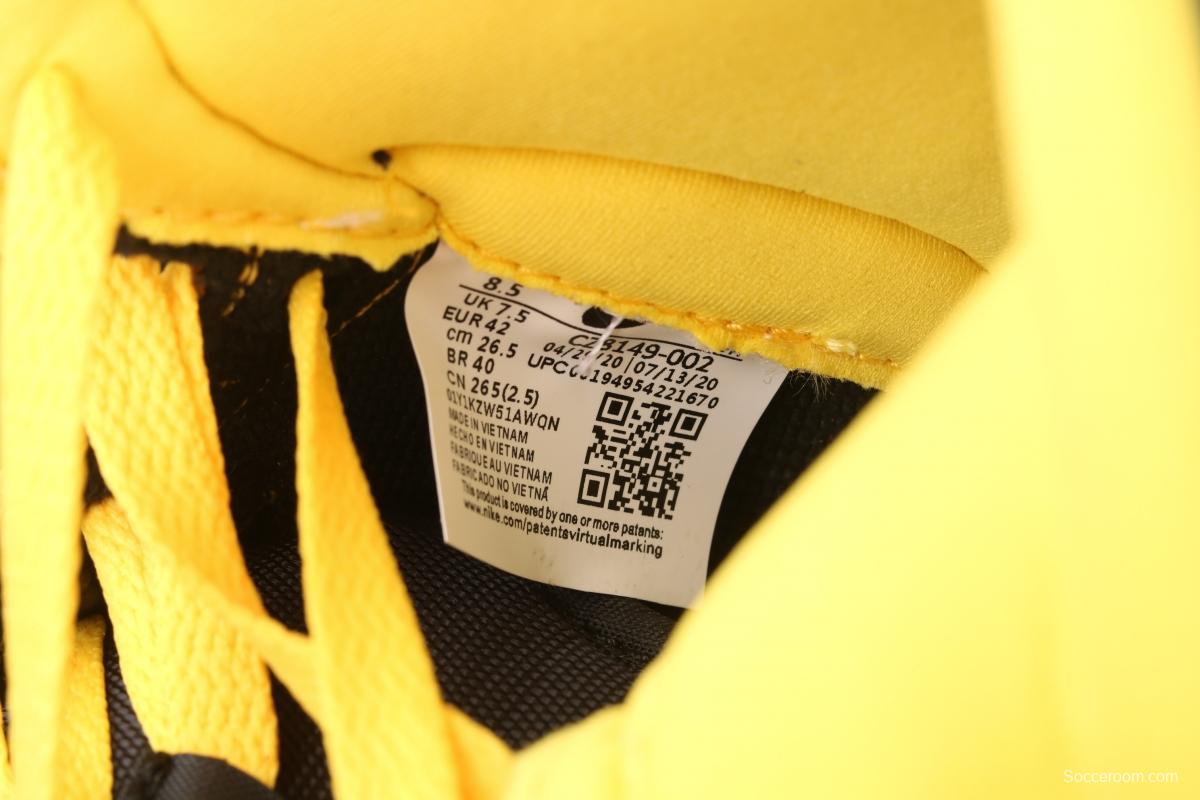 8.5
UK 7.5
EUR 42
cm 26.5
BR 40
CN 265(2.5)
01Y1KZW51AWQN
MADE IN VIETNAM
HECHO EN VIETNAM
FABRIQUE AU VIETNAM
FABRICADO NO VIETNÃ
This product is covered by one or more patents:
www.nike.com/patentsvirtualmarking
07/13/20
Socceroom.com